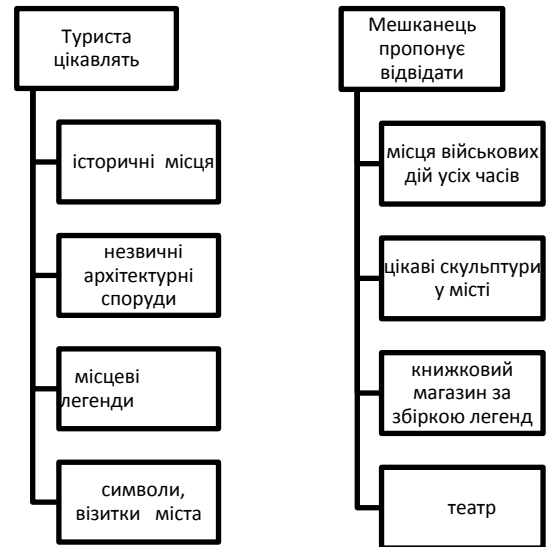 Туриста
цікавлять
історичні місця
незвичні
архітектурні
споруди
місцеві
легенди
символи,
візитки міста
Мешканець
пропонує
відвідати
місця військових
дій усіх часів
цікаві скульптури
у місті
книжковий
магазин за
збіркою легенд
театр